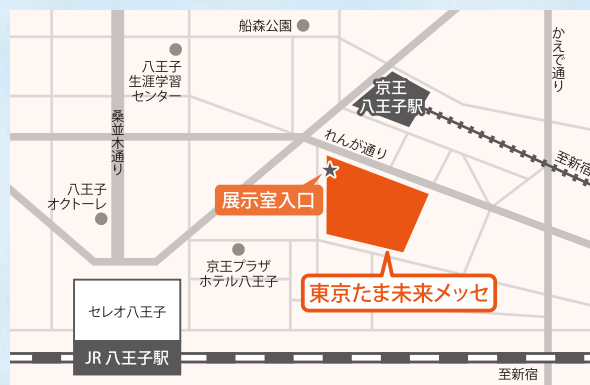 船森公園
かえで通り
八王子
生涯学習
センター
京王
八王子駅
桑並木通り
れんが通り
至新宿
八王子
オクトーレ
展示室入口
京王プラザ
ホテル八王子
東京たま未来メッセ
セレオ八王子
JR 八王子駅
至新宿